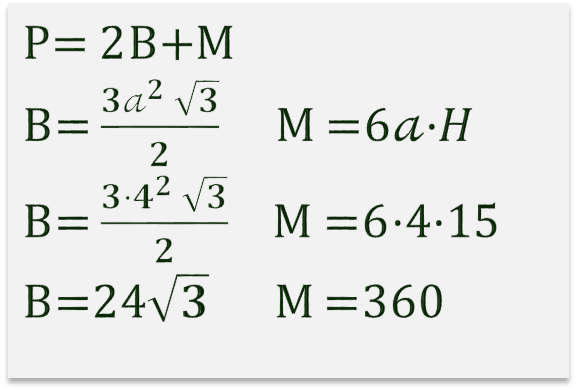 P= 2B+M
B= 3a² √3 / 2    M =6a·H
B= 3·4² √3 / 2    M =6·4·15
B=24√3    M =360